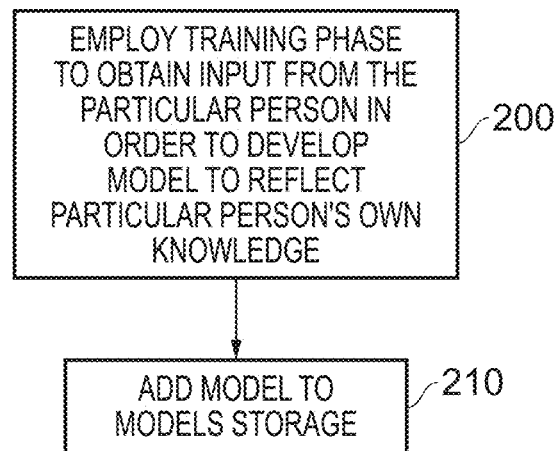 EMPLOY TRAINING PHASE
TO OBTAIN INPUT FROM THE
PARTICULAR PERSON IN
ORDER TO DEVELOP
MODEL TO REFLECT
PARTICULAR PERSON'S OWN
KNOWLEDGE
200
ADD MODEL TO
MODELS STORAGE
210